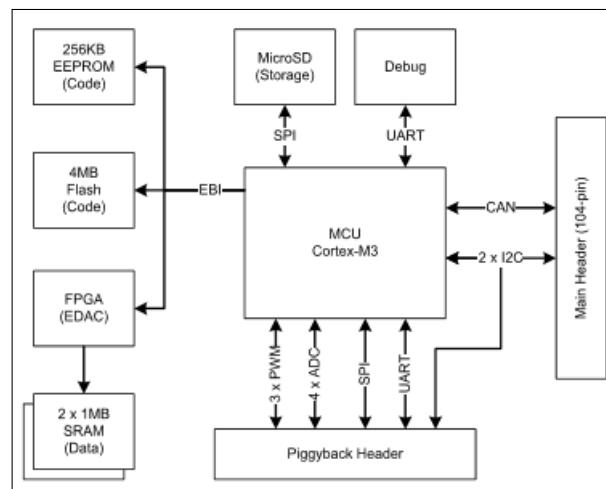 256KB
EEPROM
(Code)
MicroSD
(Storage)
Debug
SPI
UART
4MB
Flash
(Code)
EBI
MCU
Cortex-M3
CAN
2 x I2C
Main Header (104-pin)
FPGA
(EDAC)
3 x PWM
4 x ADC
SPI
UART
2 x 1MB
SRAM
(Data)
Piggyback Header